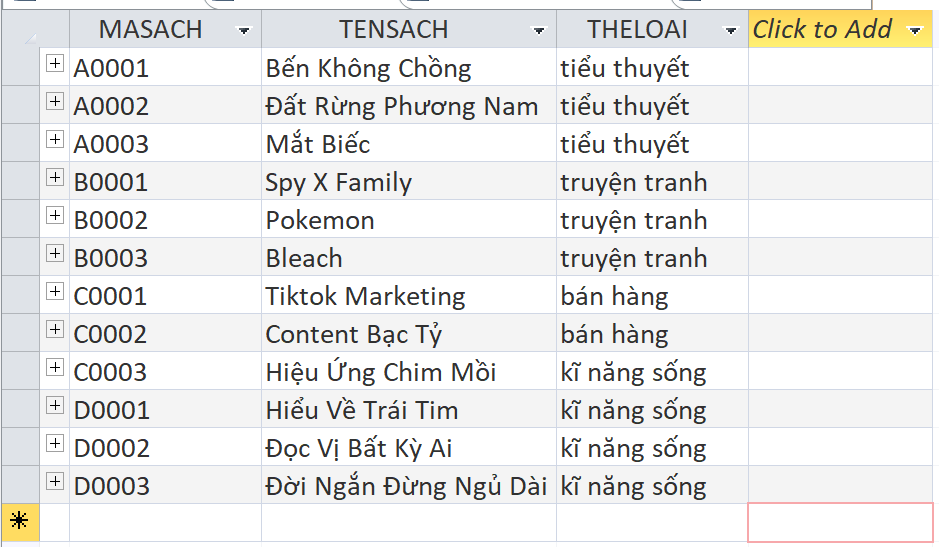 MASACH TENSACH THELOAI Click to Add
A0001 Bến Không Chồng tiểu thuyết
A0002 Đất Rừng Phương Nam tiểu thuyết
A0003 Mắt Biếc tiểu thuyết
B0001 Spy X Family truyện tranh
B0002 Pokemon truyện tranh
B0003 Bleach truyện tranh
C0001 Tiktok Marketing bán hàng
C0002 Content Bạc Tỷ bán hàng
C0003 Hiệu Ứng Chim Mồi kĩ năng sống
D0001 Hiểu Về Trái Tim kĩ năng sống
D0002 Đọc Vị Bất Kỳ Ai kĩ năng sống
D0003 Đời Ngắn Đừng Ngủ Dài kĩ năng sống